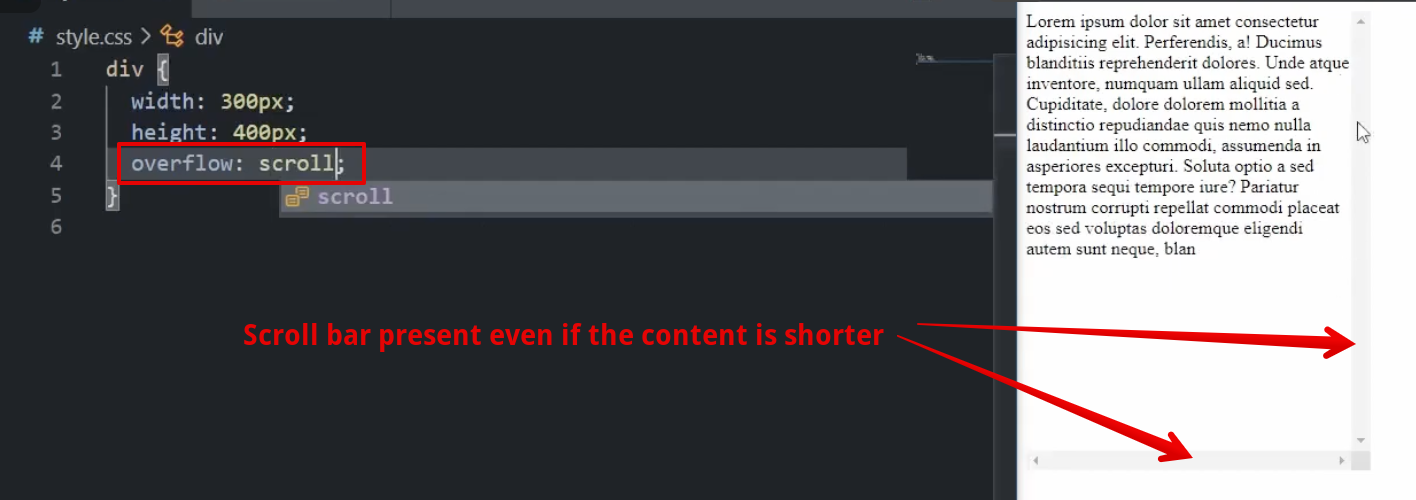 # style.css > div
1 div {
2 width: 300px;
3 height: 400px;
4 overflow: scroll;
scroll
5 }
6
Scroll bar present even if the content is shorter
Lorem ipsum dolor sit amet consectetur
adipisicing elit. Perferendis, a! Ducimus
blanditiis reprehenderit dolores. Unde atque
inventore, numquam ullam aliquid sed.
Cupiditate, dolore dolorem mollitia a
distinctio repudiandae quis nemo nulla
laudantium illo commodi, assumenda in
asperiores excepturi. Soluta optio a sed
tempora sequi tempore iure? Pariatur
nostrum corrupti repellat commodi placeat
eos sed voluptas doloremque eligendi
autem sunt neque, blan